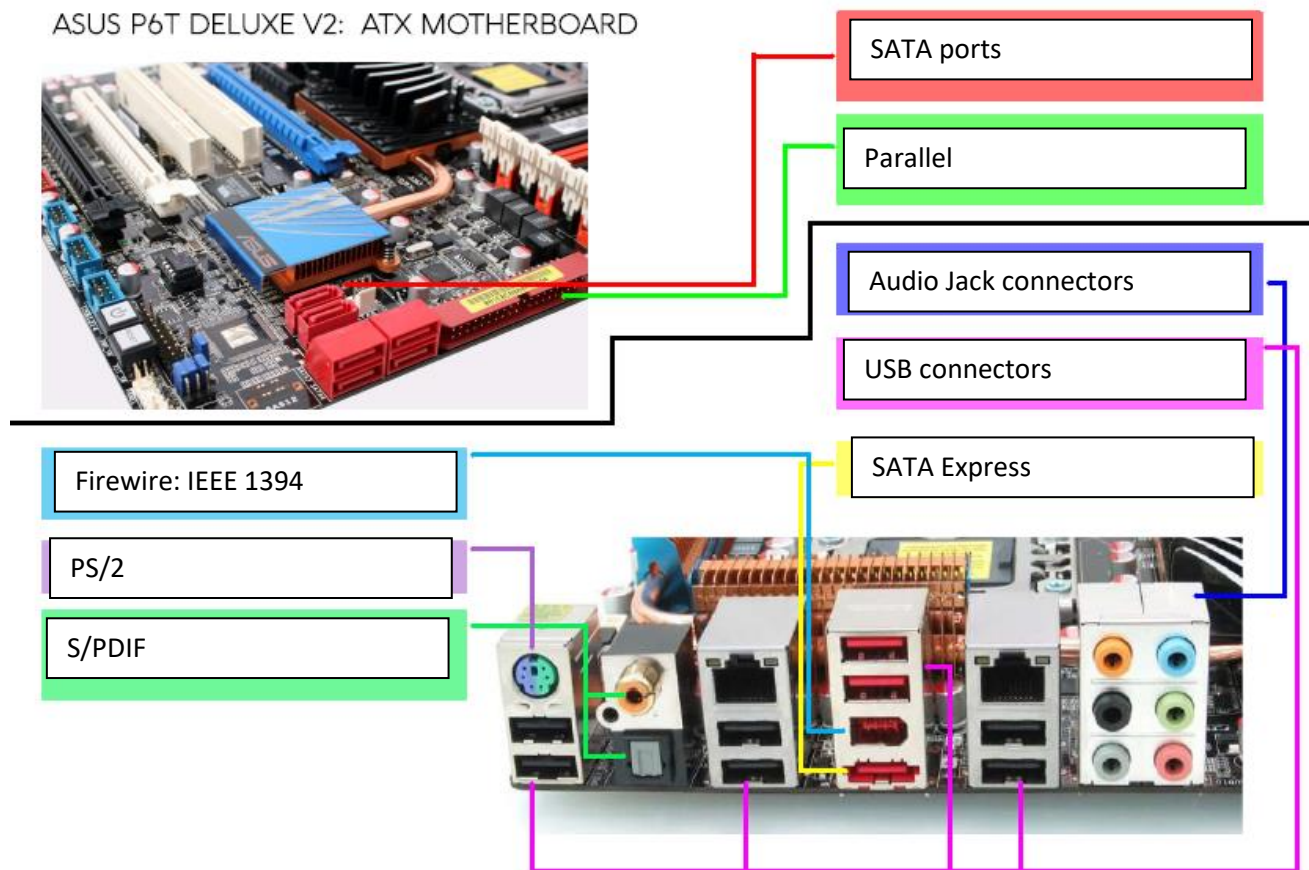 ASUS P6T DELUXE V2: ATX MOTHERBOARD
SATA ports
Parallel
Audio Jack connectors
USB connectors
SATA Express
Firewire: IEEE 1394
PS/2
S/PDIF
ASUS